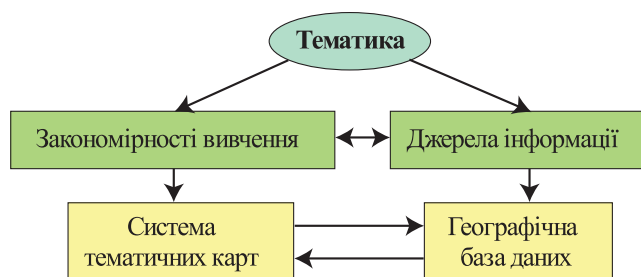 Тематика
Закономірності вивчення
Джерела інформації
Система
тематичних карт
Географічна
база даних